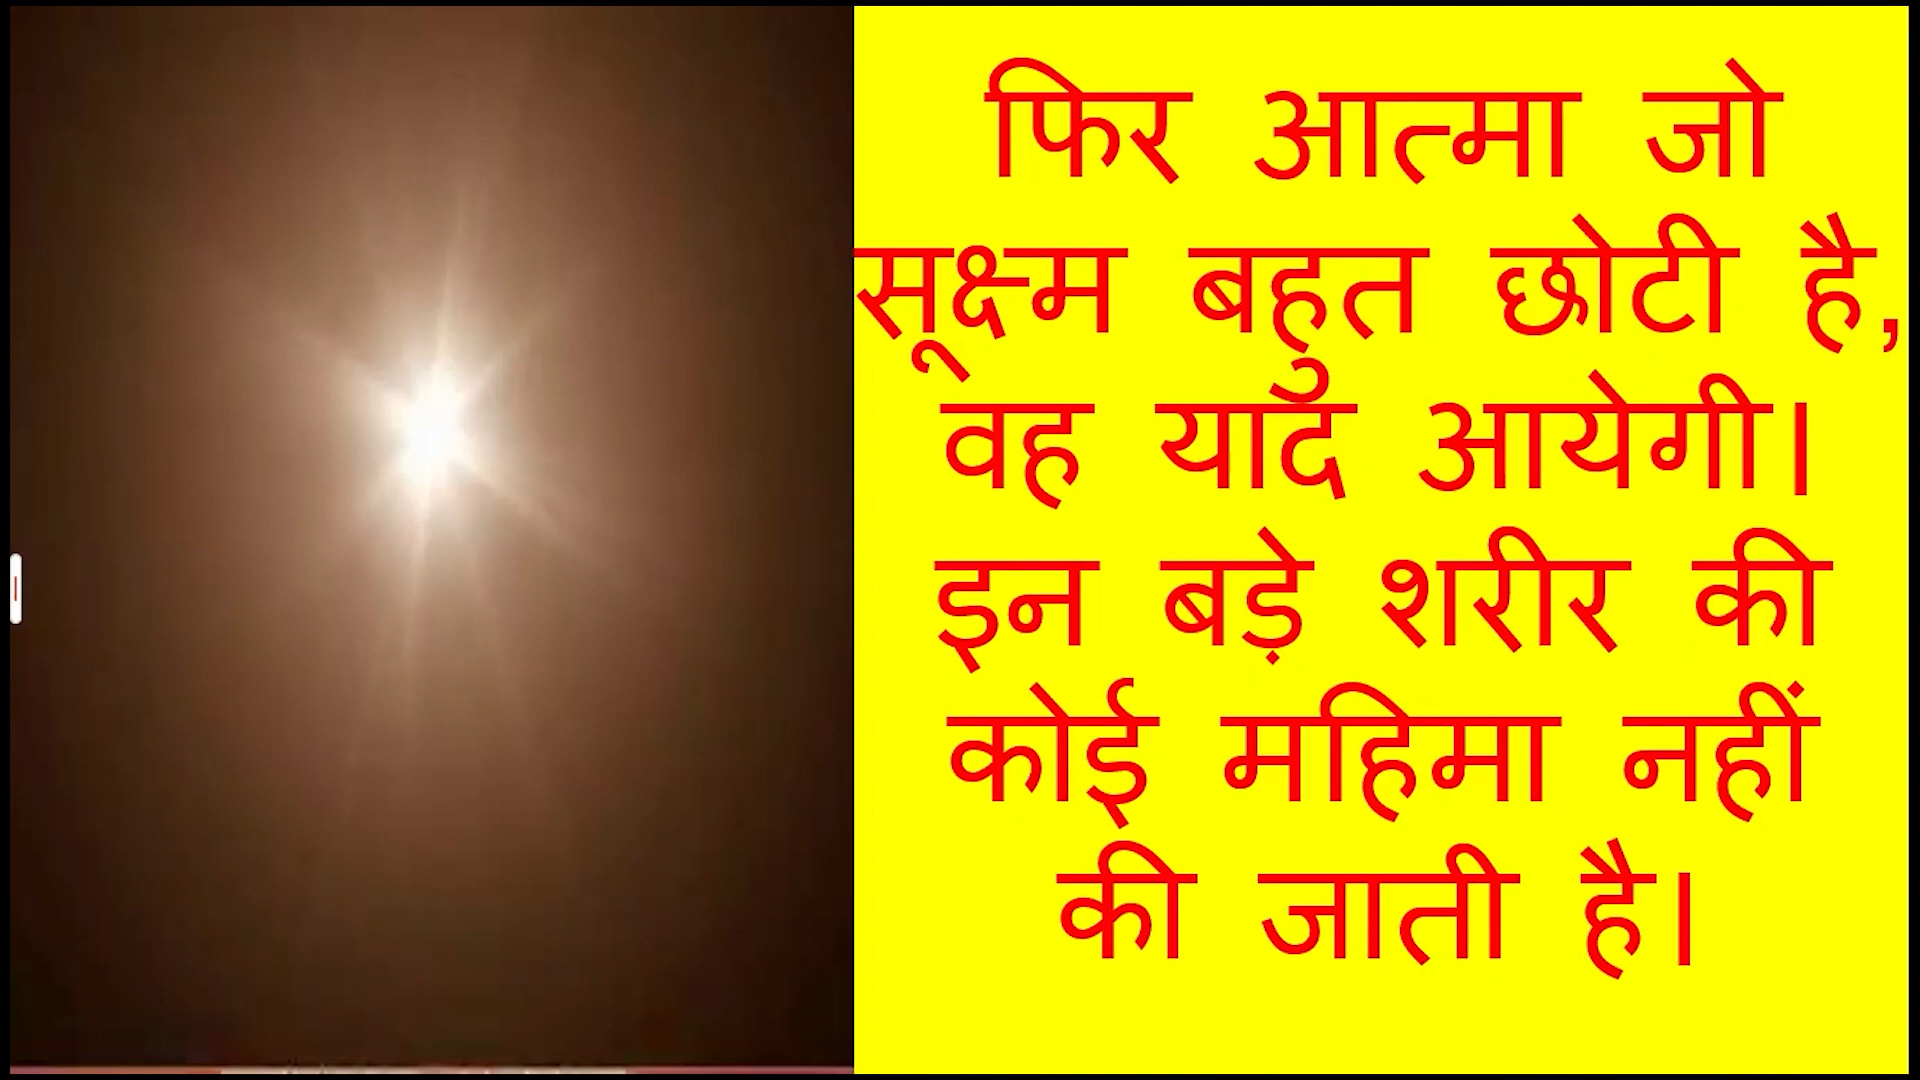 फिर आत्मा जो
सूक्ष्म बहुत छोटी है,
वह याद आयेगी।
इन बड़े शरीर की
कोई महिमा नहीं
की जाती है।